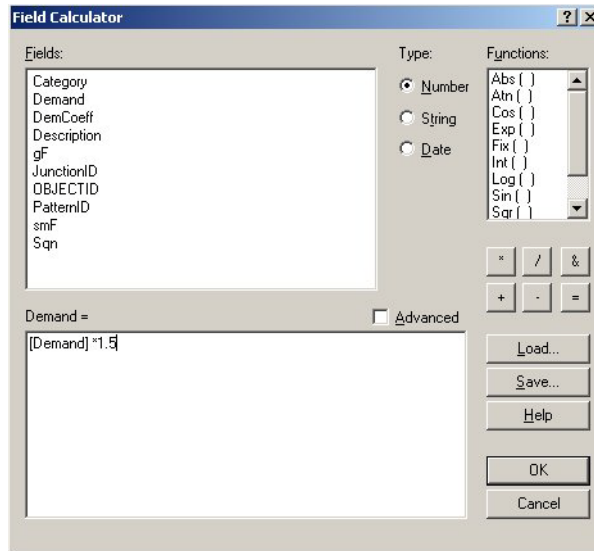 Field Calculator
Fields:
Category
Demand
DemCoeff
Description
gF
JunctionID
OBJECTID
PatternID
smF
Sqn
Type:
Number
String
Date
Functions:
Abs ( )
Atn ( )
Cos ( )
Exp ( )
Fix ( )
Int ( )
Log ( )
Sin ( )
Sqr ( )
* / &
+ - =
Demand =
Advanced
[Demand] *1.5
Load...
Save...
Help
OK
Cancel